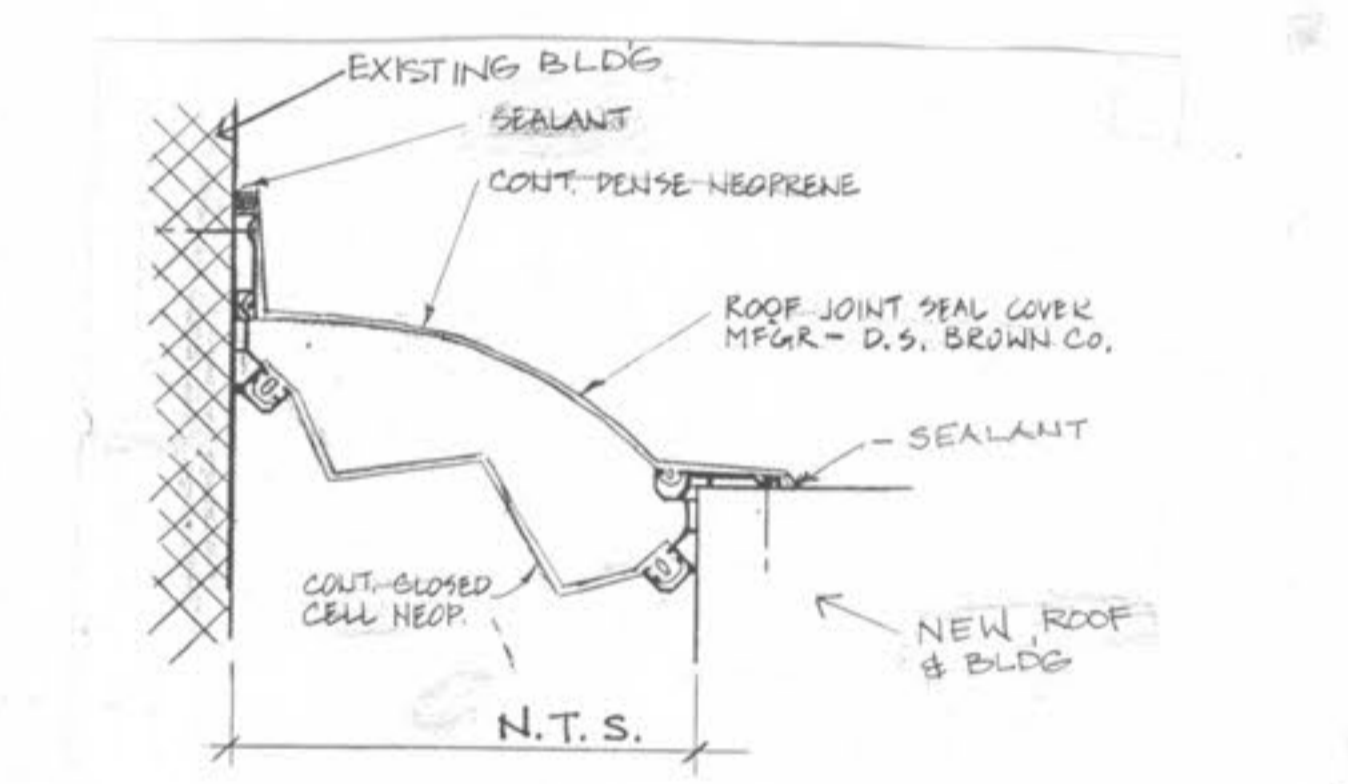 EXISTING BLD'G
SEALANT
CONT. DENSE NEOPRENE
ROOF JOINT SEAL COVER
MFGR - D.S. BROWN CO.
- SEALANT
CONT. CLOSED
CELL NEOP.
NEW ROOF
& BLDG
N.T.S.